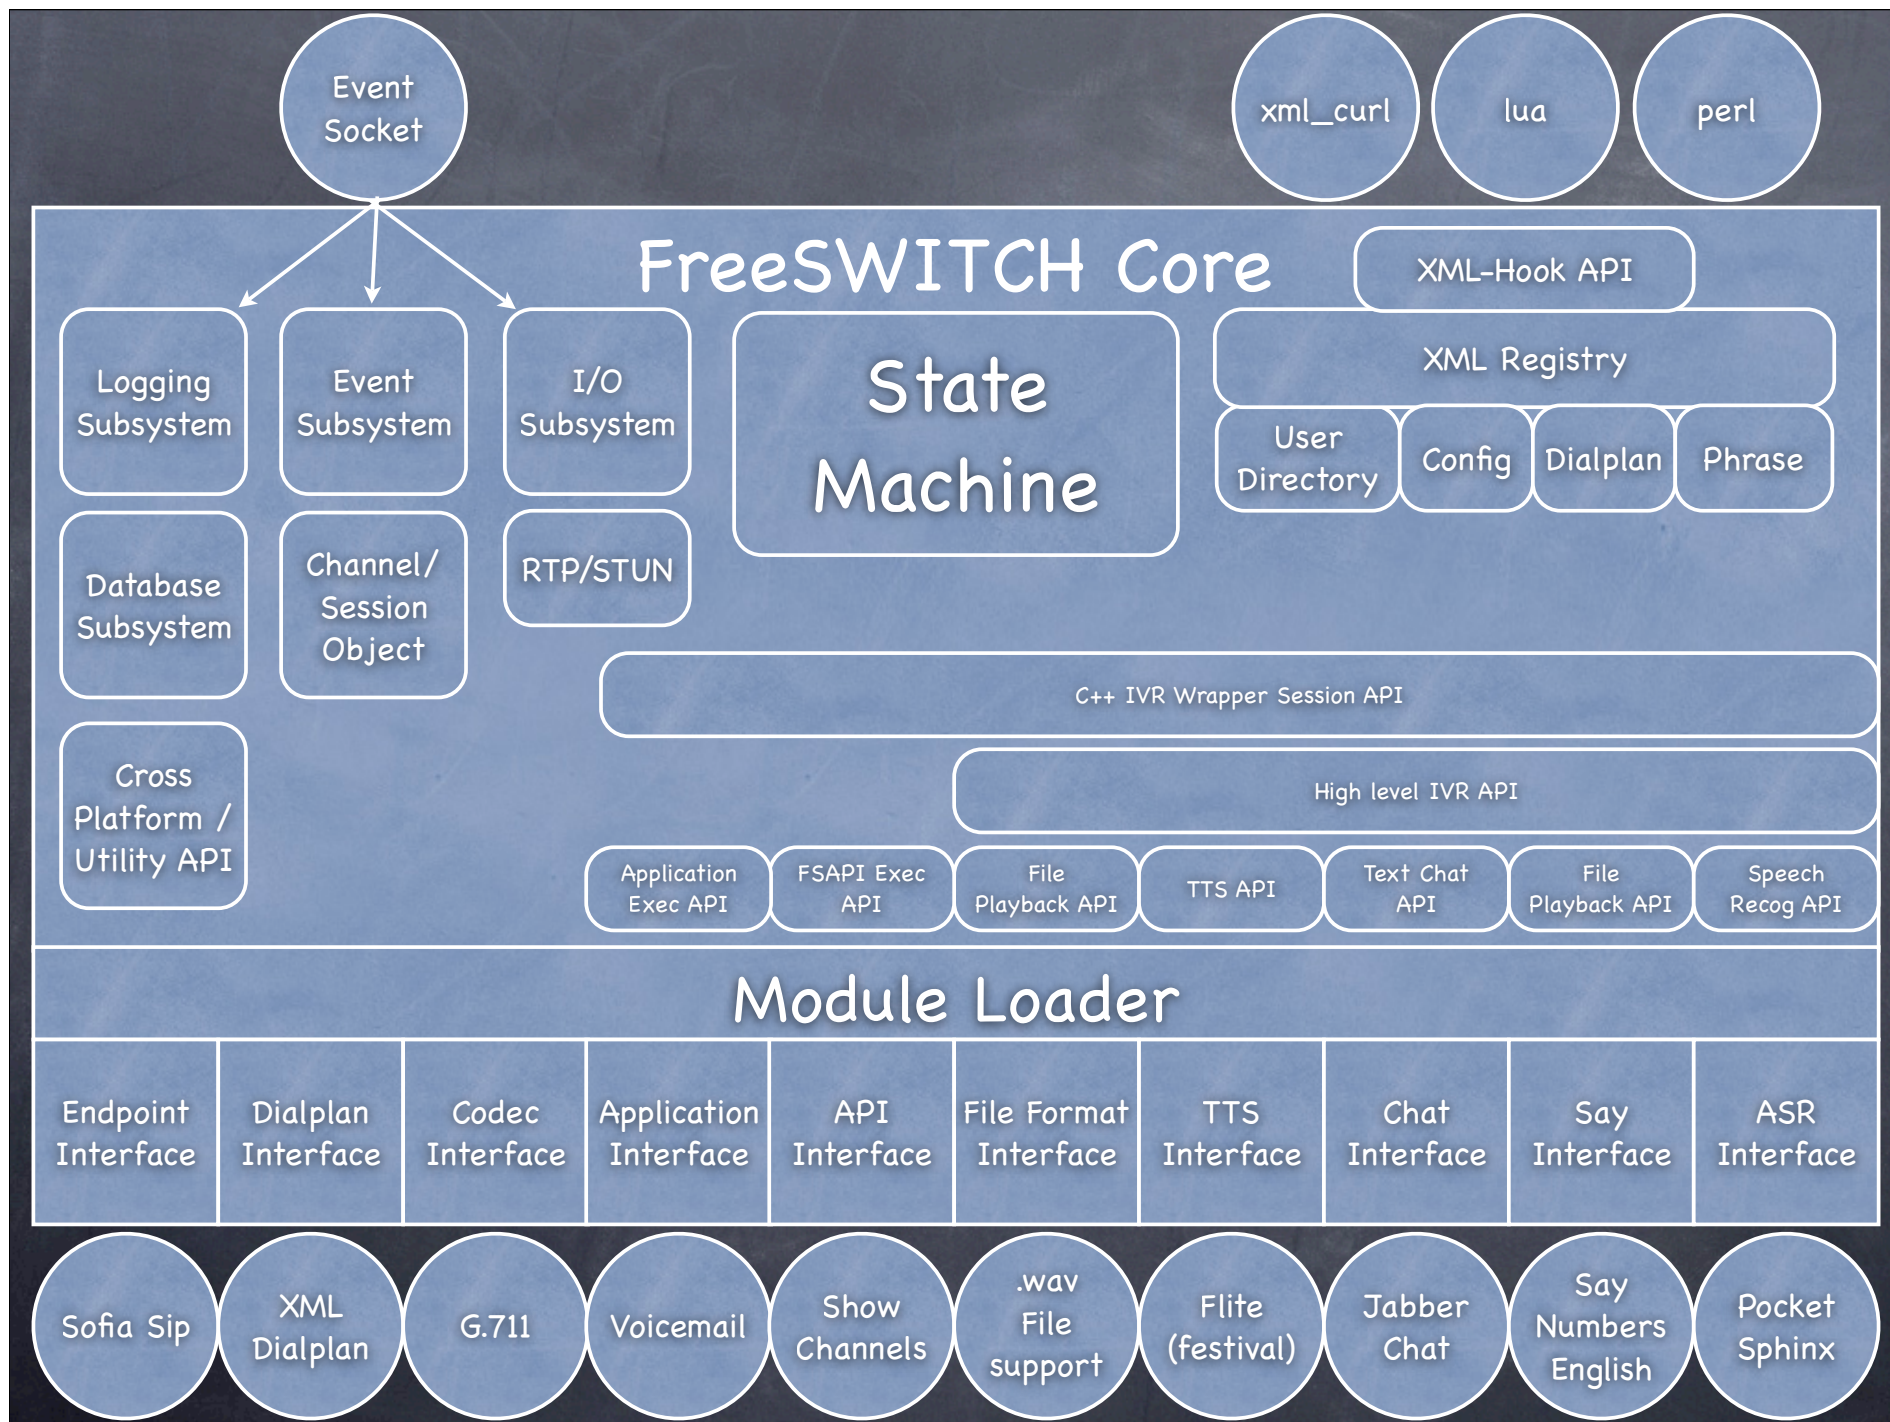 Event
Socket
xml_curl
lua
perl
FreeSWITCH Core
XML-Hook API
Logging
Subsystem
Event
Subsystem
I/O
Subsystem
State
Machine
XML Registry
User
Directory
Config
Dialplan
Phrase
Database
Subsystem
Channel/
Session
Object
RTP/STUN
C++ IVR Wrapper Session API
High level IVR API
Cross
Platform /
Utility API
Application
Exec API
FSAPI Exec
API
File
Playback API
TTS API
Text Chat
API
File
Playback API
Speech
Recog API
Module Loader
Endpoint
Interface
Dialplan
Interface
Codec
Interface
Application
Interface
API
Interface
File Format
Interface
TTS
Interface
Chat
Interface
Say
Interface
ASR
Interface
Sofia Sip
XML
Dialplan
G.711
Voicemail
Show
Channels
.wav
File
support
Flite
(festival)
Jabber
Chat
Say
Numbers
English
Pocket
Sphinx